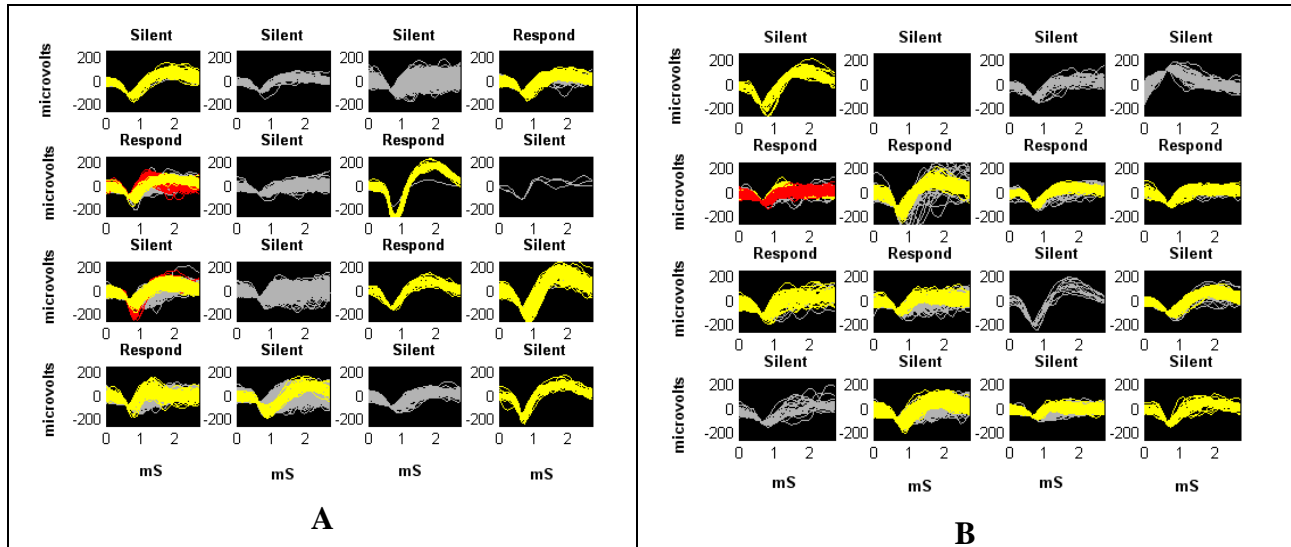 Silent Silent Silent Respond
microvolts
200 200 200 200
0 0 0 0
-200 -200 -200 -200
0 1 2 0 1 2 0 1 2 0 1 2
Respond Silent Respond Silent
microvolts
200 200 200 200
0 0 0 0
-200 -200 -200 -200
0 1 2 0 1 2 0 1 2 0 1 2
Silent Silent Respond Silent
microvolts
200 200 200 200
0 0 0 0
-200 -200 -200 -200
0 1 2 0 1 2 0 1 2 0 1 2
Respond Silent Silent Silent
microvolts
200 200 200 200
0 0 0 0
-200 -200 -200 -200
0 1 2 0 1 2 0 1 2 0 1 2
mS mS mS mS
A
Silent Silent Silent Silent
microvolts
200 200 200 200
0 0 0 0
-200 -200 -200 -200
0 1 2 0 1 2 0 1 2 0 1 2
Respond Respond Respond Respond
microvolts
200 200 200 200
0 0 0 0
-200 -200 -200 -200
0 1 2 0 1 2 0 1 2 0 1 2
Respond Respond Silent Silent
microvolts
200 200 200 200
0 0 0 0
-200 -200 -200 -200
0 1 2 0 1 2 0 1 2 0 1 2
Silent Silent Silent Silent
microvolts
200 200 200 200
0 0 0 0
-200 -200 -200 -200
0 1 2 0 1 2 0 1 2 0 1 2
mS mS mS mS
B